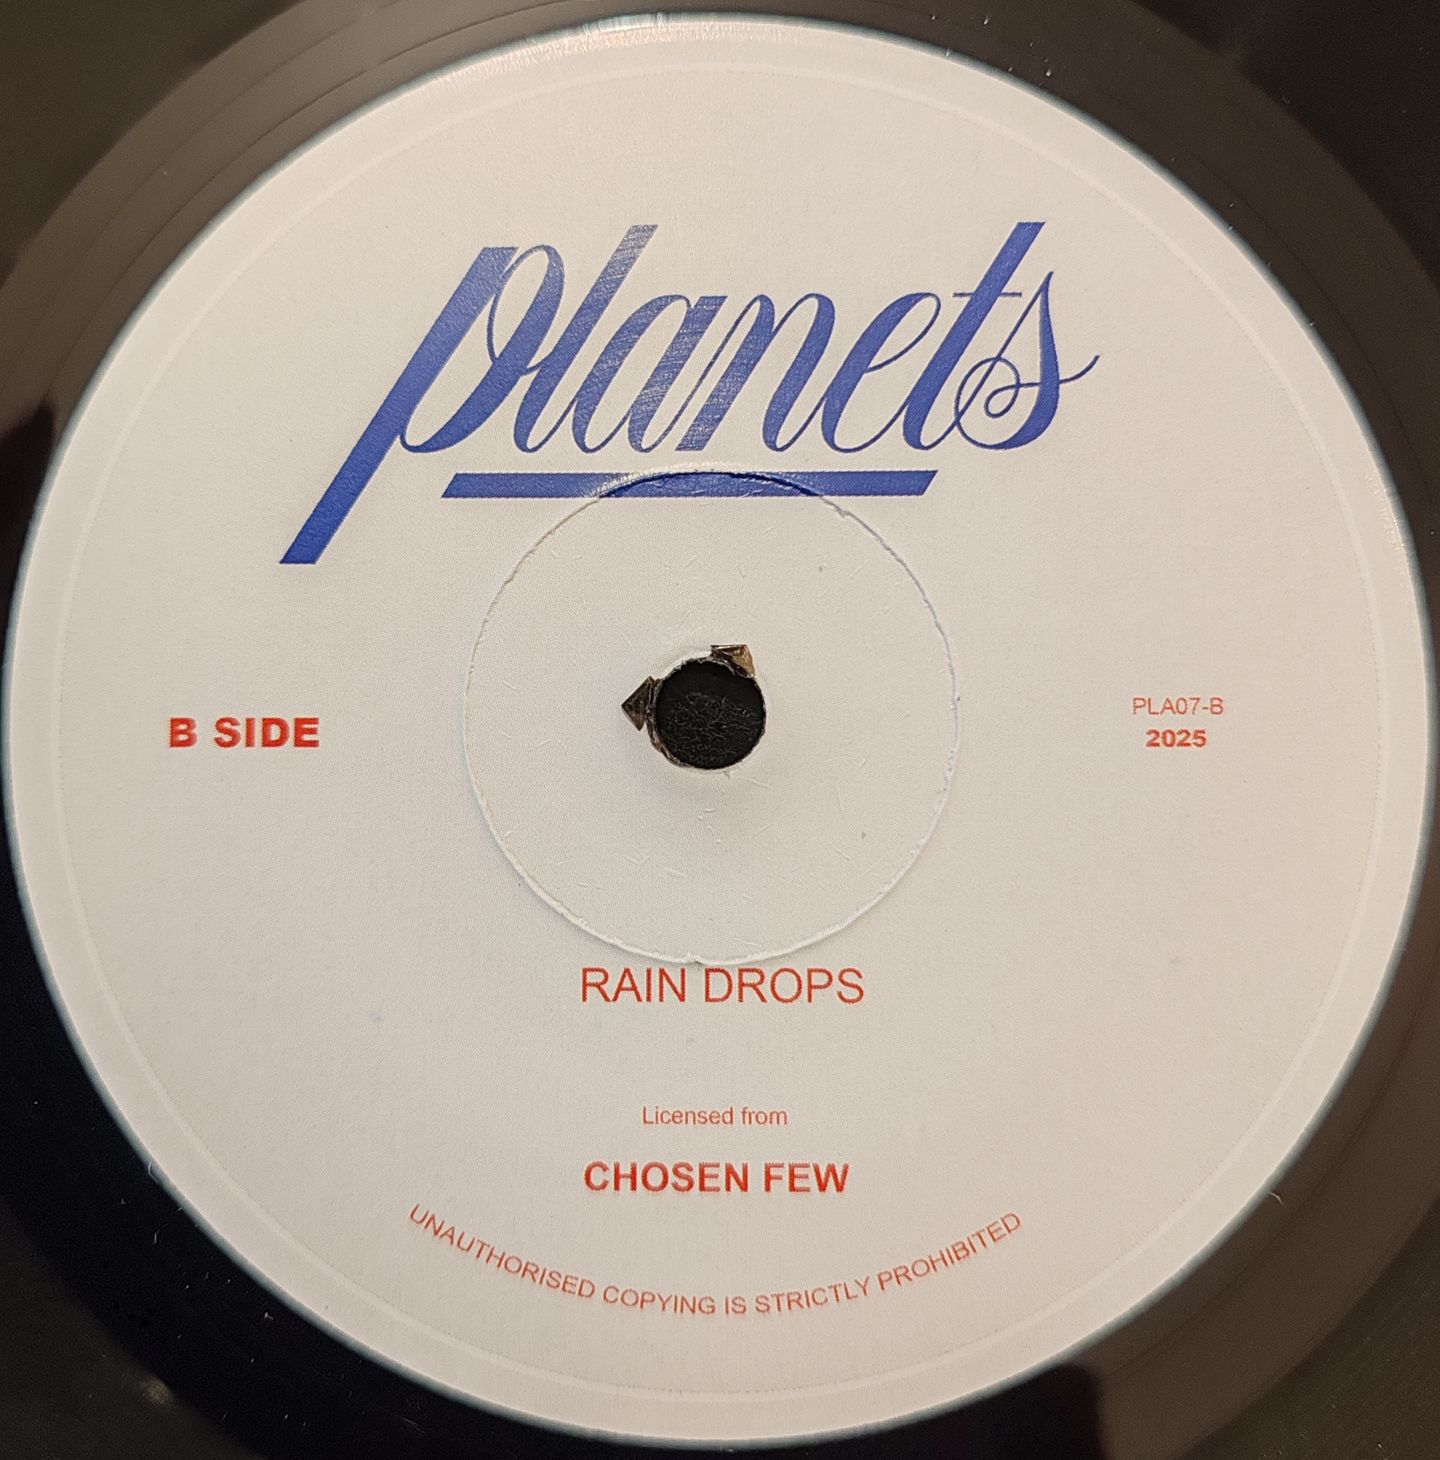 planets
B SIDE
PLA07-B
2025
RAIN DROPS
Licensed from
CHOSEN FEW
UNAUTHORISED COPYING IS STRICTLY PROHIBITED